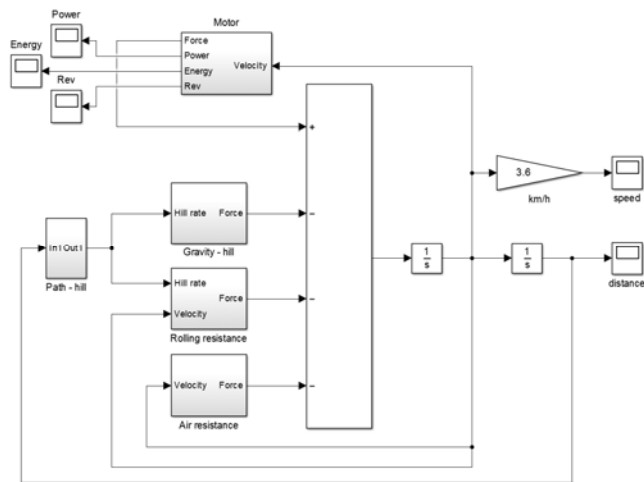 Motor
Power
Energy
Rev
Force
Power
Energy
Rev
Velocity
+
3.6
km/h
speed
Hill rate
Force
Gravity - hill
−
In1 Out1
Path - hill
1
s
1
s
distance
Hill rate
Velocity
Force
Rolling resistance
−
Velocity
Force
Air resistance
−